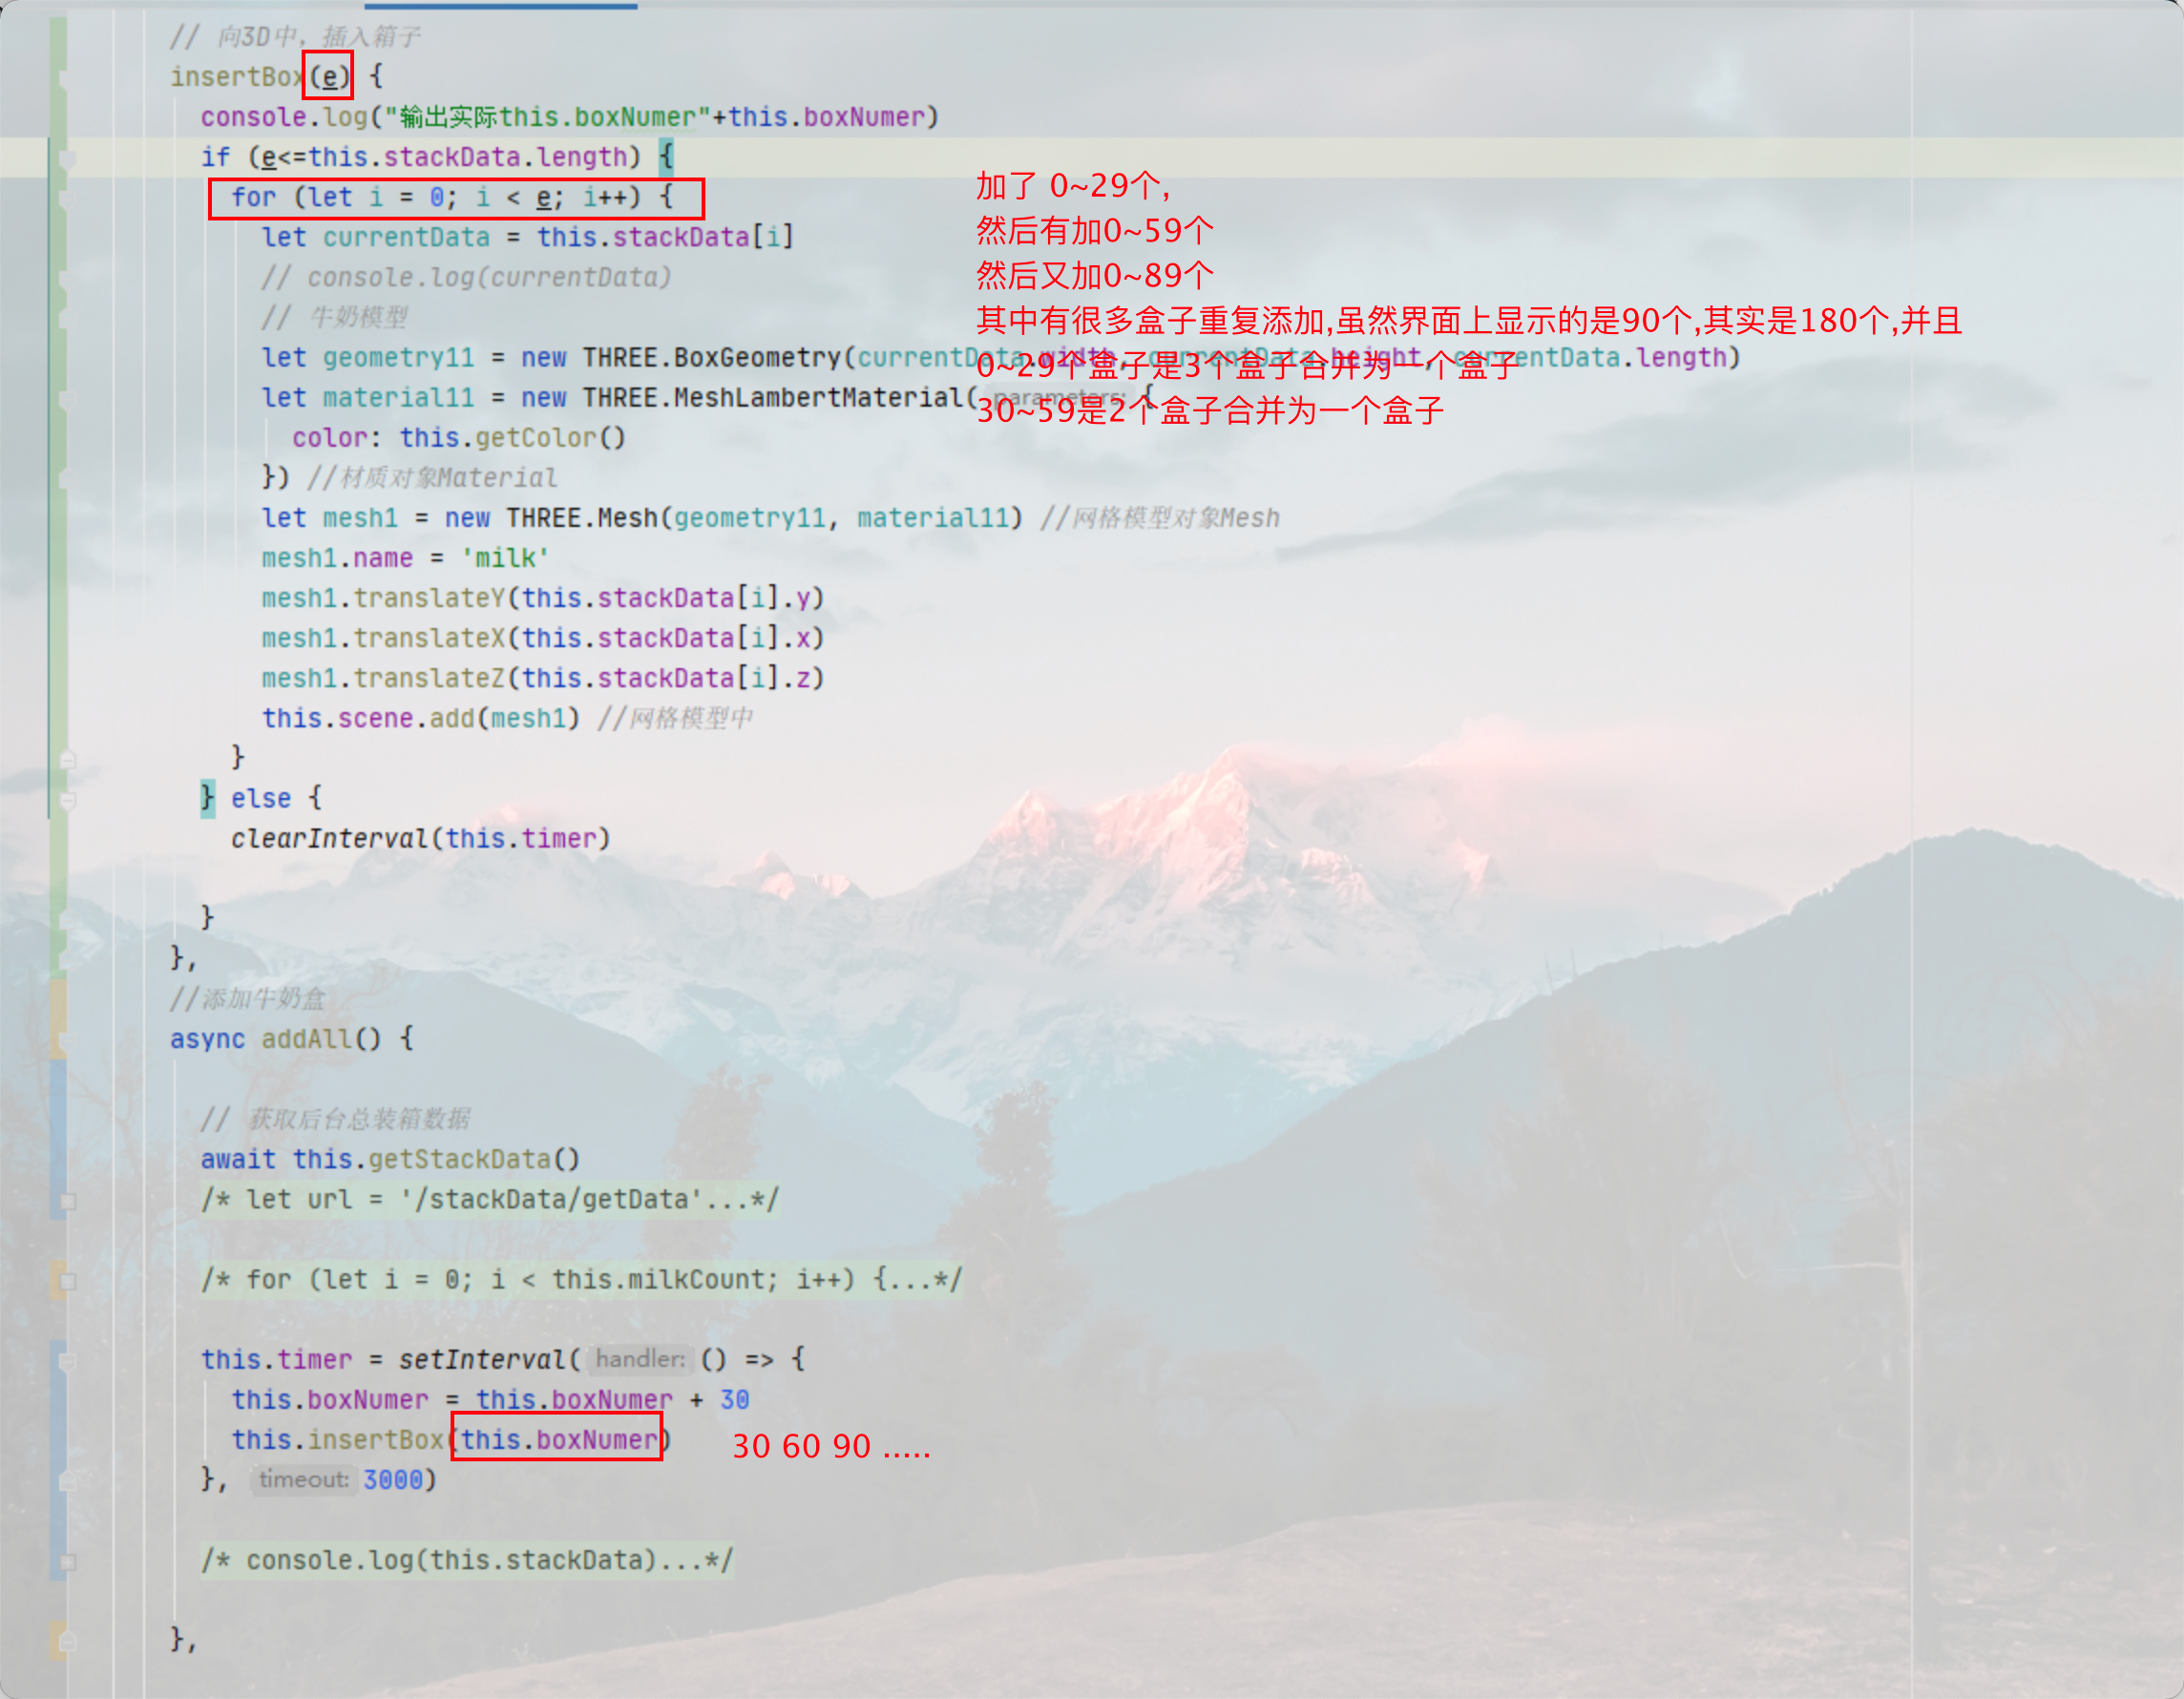 // 向3D中, 插入箱子
insertBox(e) {
console.log("输出实际this.boxNumer"+this.boxNumer)
if (e<=this.stackData.length) {
for (let i = 0; i < e; i++) {
加了 0~29个,
let currentData = this.stackData[i]
然后有加0~59个
// console.log(currentData)
然后又加0~89个
// 牛奶模型
其中有很多盒子重复添加,虽然界面上显示的是90个,其实是180个,并且
let geometry11 = new THREE.BoxGeometry(currentData.width, currentData.height, currentData.length)
0~29个盒子是3个盒子合并为一个盒子
let material11 = new THREE.MeshLambertMaterial( parameters: {
30~59是2个盒子合并为一个盒子
color: this.getColor()
}) //材质对象Material
let mesh1 = new THREE.Mesh(geometry11, material11) //网格模型对象Mesh
mesh1.name = 'milk'
mesh1.translateY(this.stackData[i].y)
mesh1.translateX(this.stackData[i].x)
mesh1.translateZ(this.stackData[i].z)
this.scene.add(mesh1) //网格模型中
}
} else {
clearInterval(this.timer)
}
},
//添加牛奶盒
async addAll() {
// 获取后台总装箱数据
await this.getStackData()
/* let url = '/stackData/getData'...*/
/* for (let i = 0; i < this.milkCount; i++) {...*/
this.timer = setInterval( handler: () => {
this.boxNumer = this.boxNumer + 30
this.insertBox(this.boxNumer) 30 60 90 .....
}, timeout: 3000)
/* console.log(this.stackData)...*/
},